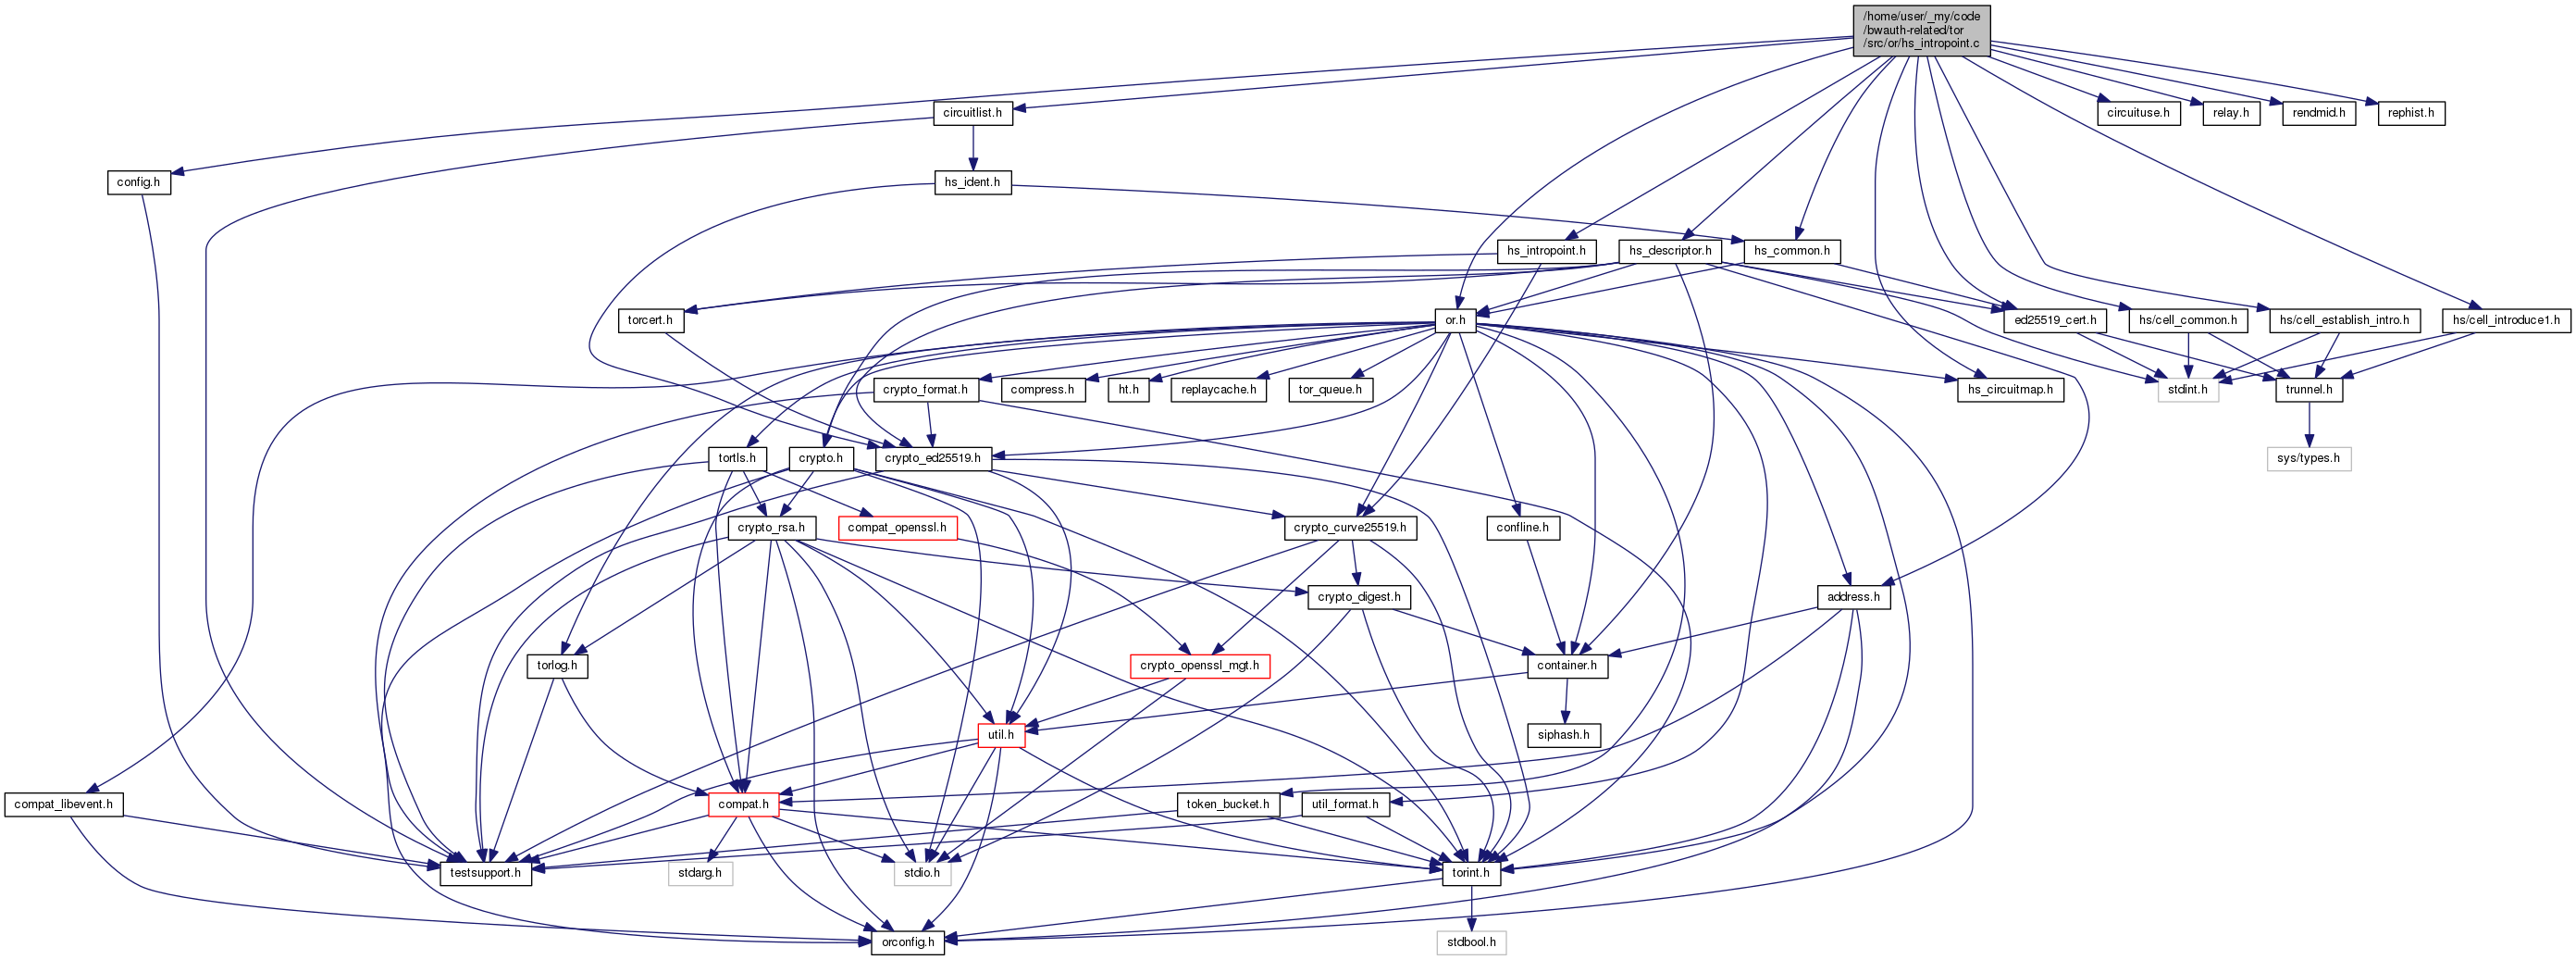 /home/user/_my/code
/bwauth-related/tor
/src/or/hs_intropoint.c
circuitlist.h
circuituse.h
relay.h
rendmid.h
rephist.h
config.h
hs_ident.h
hs_intropoint.h
hs_descriptor.h
hs_common.h
torcert.h
or.h
ed25519_cert.h
hs/cell_common.h
hs/cell_establish_intro.h
hs/cell_introduce1.h
crypto_format.h
compress.h
ht.h
replaycache.h
tor_queue.h
hs_circuitmap.h
stdint.h
trunnel.h
tortls.h
crypto.h
crypto_ed25519.h
sys/types.h
crypto_rsa.h
compat_openssl.h
crypto_curve25519.h
confline.h
crypto_digest.h
address.h
torlog.h
crypto_openssl_mgt.h
container.h
util.h
siphash.h
compat_libevent.h
compat.h
token_bucket.h
util_format.h
testsupport.h
stdarg.h
stdio.h
torint.h
orconfig.h
stdbool.h